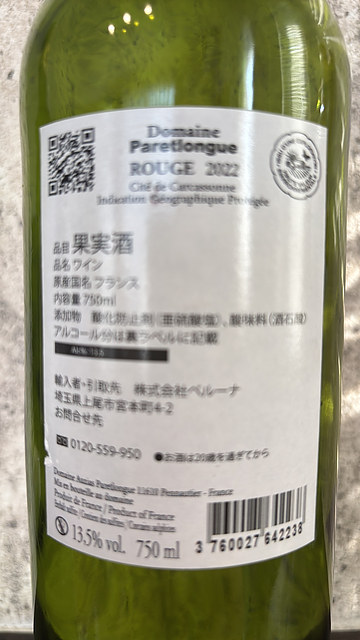 Domaine
Paretlongue
ROUGE 2022
Cité de Carcassonne
Indication Géographique Protégée
品目 果実酒
品名 ワイン
原産国名 フランス
内容量 750ml
添加物 酸化防止剤(亜硫酸塩)、酸味料(酒石酸)
アルコール分は裏ラベルに記載
輸入者・引取先 株式会社ベルーナ
埼玉県上尾市宮本町4-2
お問合せ先
0120-559-950 ●お酒は20歳を過ぎてから
Domaine Auzias Paretlongue 11610 Pennautier - France
Mis en bouteille au domaine
Produit de France / Product of France
13.5% vol. 750 ml
3 760027 642238